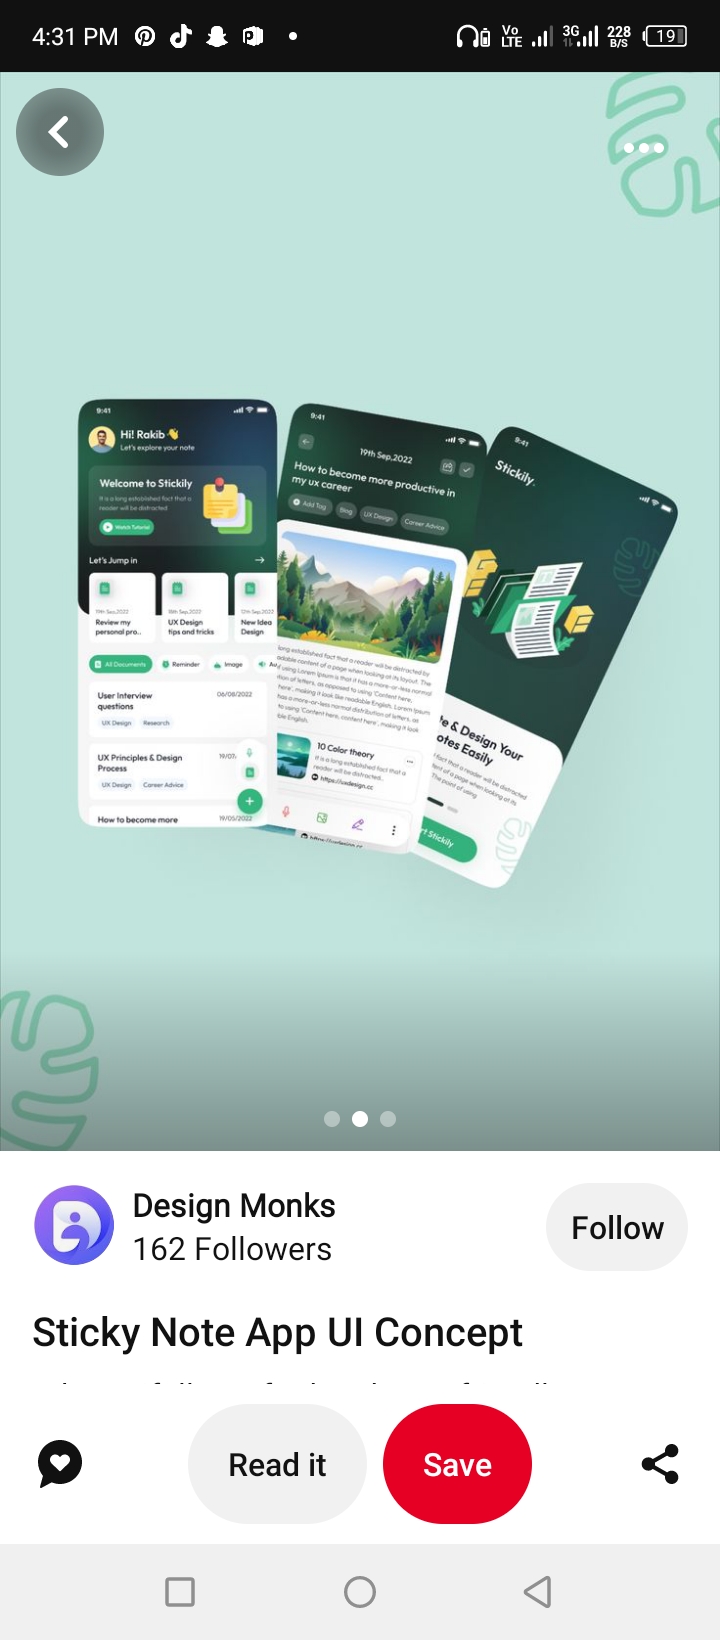 4:31 PM
Vo LTE
3G
228 B/S
19
9:41
Hi! Rakib 👋
Let's explore your note
Welcome to Stickily
It is a long established fact that a
reader will be distracted
Watch Tutorial
Let's Jump in
19th Sep,2022
Review my
personal pro..
18th Sep,2022
UX Design
tips and tricks
12th Sep,2022
New Idea
Design
All Documents
Reminder
Image
User Interview
questions
06/08/2022
UX Design
Research
UX Principles & Design
Process
19/07
UX Design
Career Advice
How to become more
19/05/2022
9:41
19th Sep,2022
How to become more productive in
my ux career
Add Tag
Blog
UX Design
Career Advice
long established fact that a reader will be distracted by
readable content of a page when looking at its layout. The
of using Lorem Ipsum is that it has a more-or-less normal
of letters, as opposed to using 'Content here,
here', making it look like readable English. Lorem Ipsum
has a more-or-less normal distribution of letters, as
to using 'Content here, content here', making it look
English.
10 Color theory
It is a long established fact that a
reader will be distracted..
https://uxdesign.cc
9:41
Stickily.
te & Design Your
otes Easily
fact that a reader will be distracted
tent of a page when looking at its
The point of using
rt Stickily
Design Monks
162 Followers
Follow
Sticky Note App UI Concept
Read it
Save